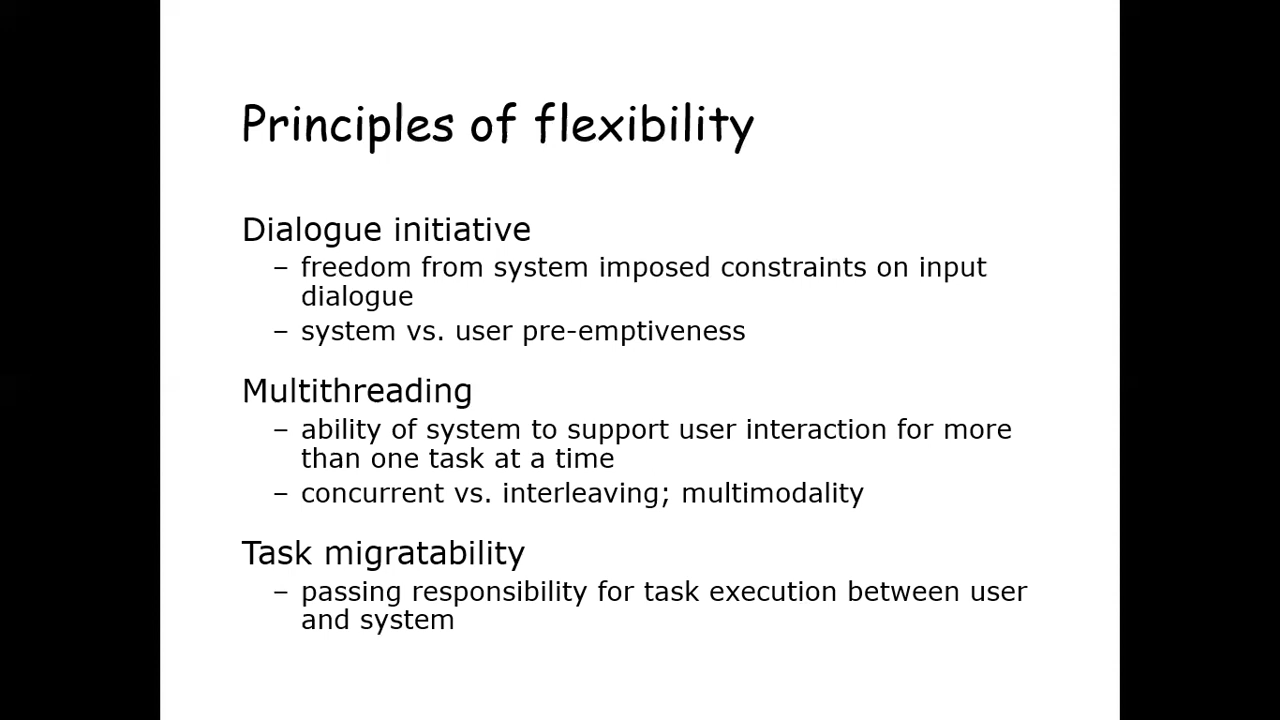 Principles of flexibility
Dialogue initiative
– freedom from system imposed constraints on input
dialogue
– system vs. user pre-emptiveness
Multithreading
– ability of system to support user interaction for more
than one task at a time
– concurrent vs. interleaving; multimodality
Task migratability
– passing responsibility for task execution between user
and system